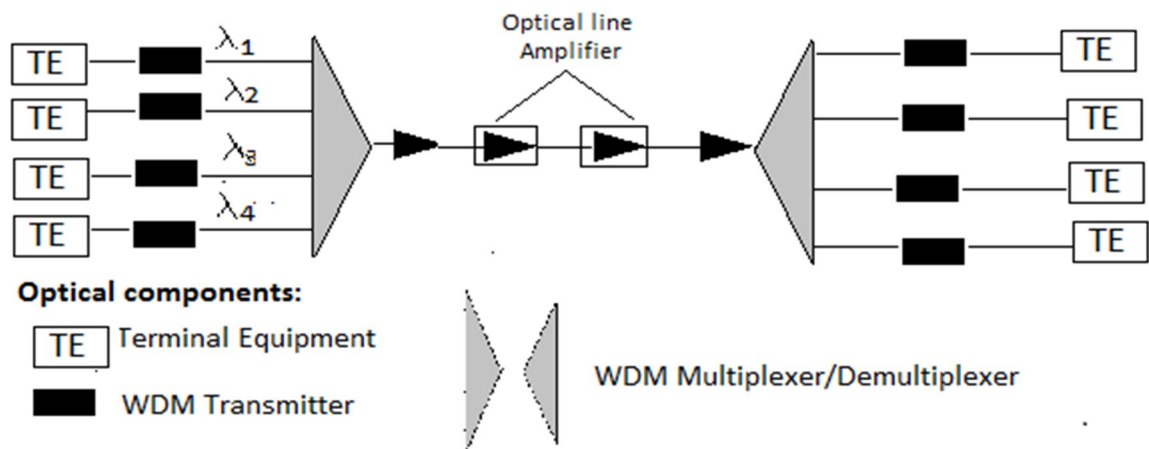 Optical line
Amplifier
TE λ1 TE
TE λ2 TE
TE λ3 TE
TE λ4 TE
Optical components:
TE Terminal Equipment
WDM Transmitter
WDM Multiplexer/Demultiplexer